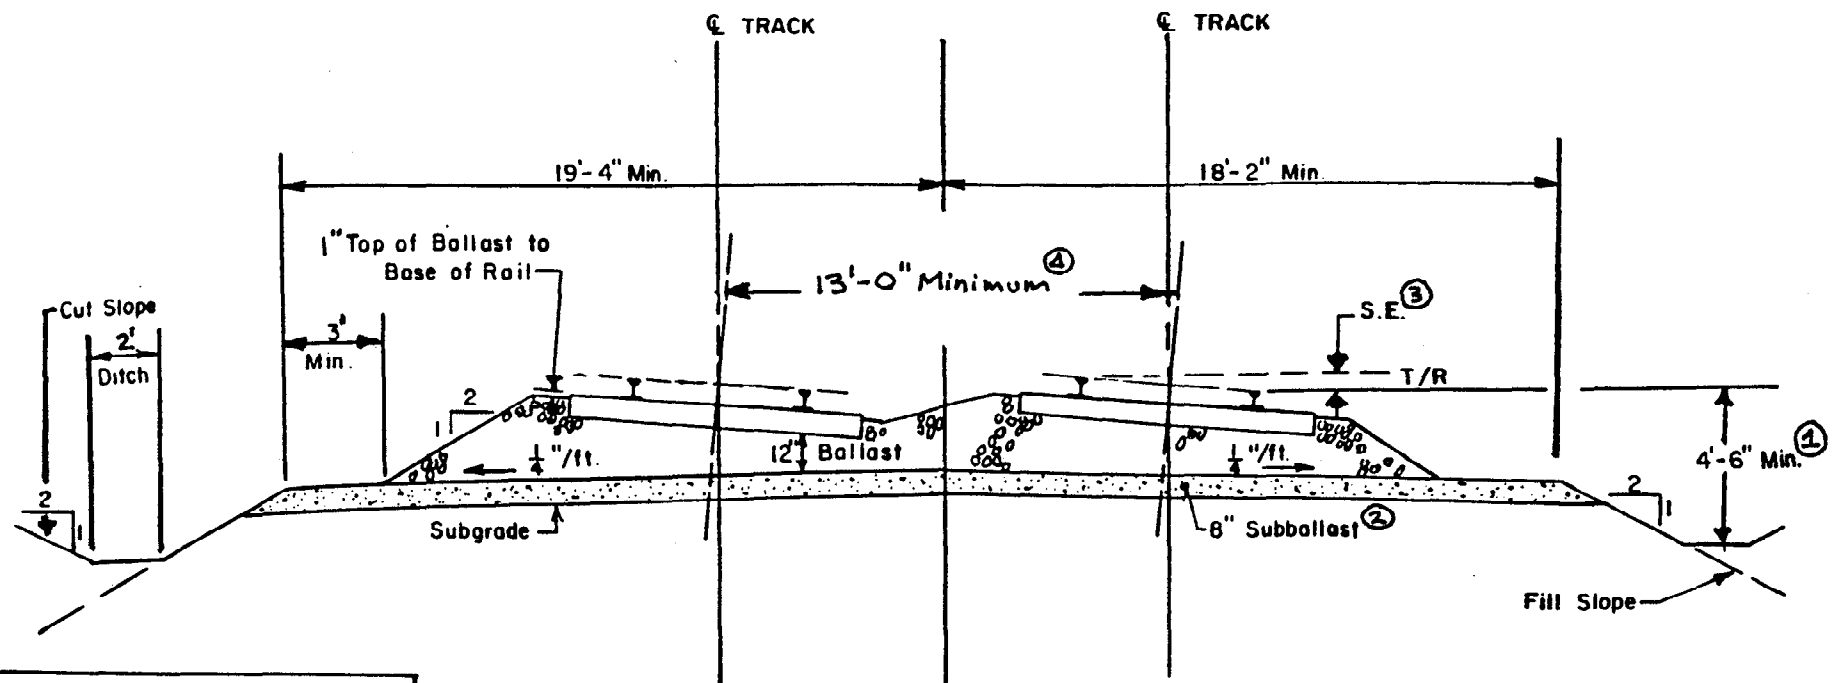 ℄ TRACK
℄ TRACK
19'-4" Min.
18'-2" Min.
1" Top of Ballast to
Base of Rail
13'-0" Minimum ④
S.E. ③
Cut Slope
2'
Ditch
3'
Min.
T/R
2
1
12" Ballast
1/4"/ft.
1/4"/ft.
4'-6" Min. ①
2
1
2
1
Subgrade
8" Subballast ②
Fill Slope